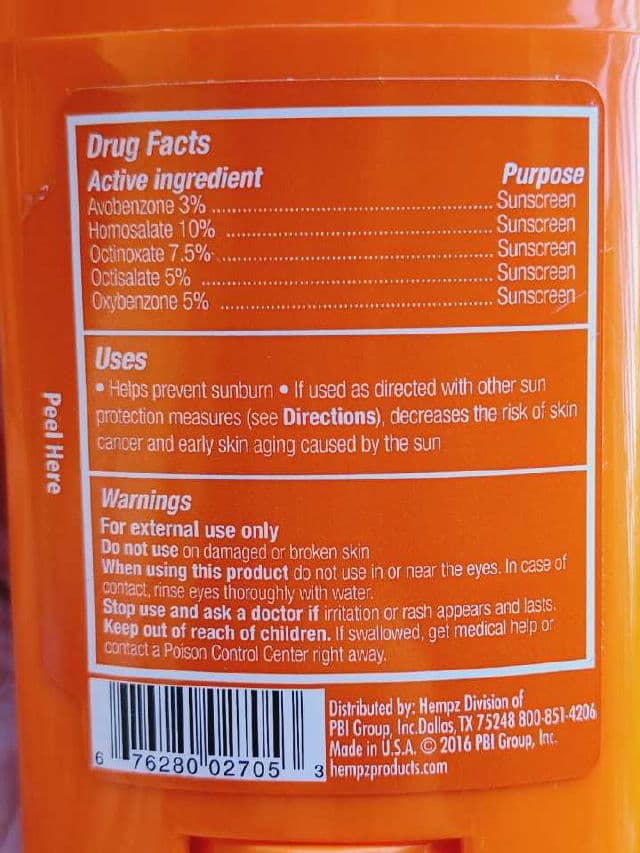 Drug Facts
Active ingredient Purpose
Avobenzone 3% ........................................ Sunscreen
Homosalate 10% ........................................ Sunscreen
Octinoxate 7.5% ........................................ Sunscreen
Octisalate 5% ........................................ Sunscreen
Oxybenzone 5% ........................................ Sunscreen
Uses
• Helps prevent sunburn • If used as directed with other sun
protection measures (see Directions), decreases the risk of skin
cancer and early skin aging caused by the sun
Peel Here
Warnings
For external use only
Do not use on damaged or broken skin
When using this product do not use in or near the eyes. In case of
contact, rinse eyes thoroughly with water.
Stop use and ask a doctor if irritation or rash appears and lasts.
Keep out of reach of children. If swallowed, get medical help or
contact a Poison Control Center right away.
6 76280 02705 3
Distributed by: Hempz Division of
PBI Group, Inc.Dallas, TX 75248 800-851-4206
Made in U.S.A. © 2016 PBI Group, Inc.
hempzproducts.com